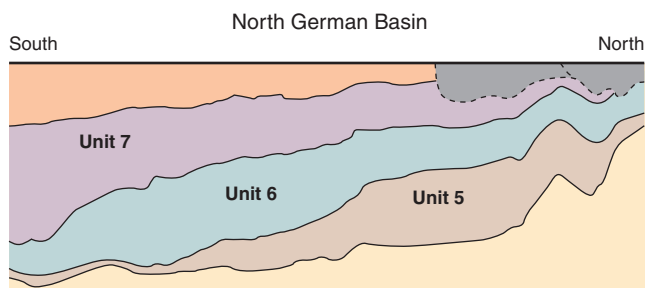 North German Basin
South
North
Unit 7
Unit 6
Unit 5